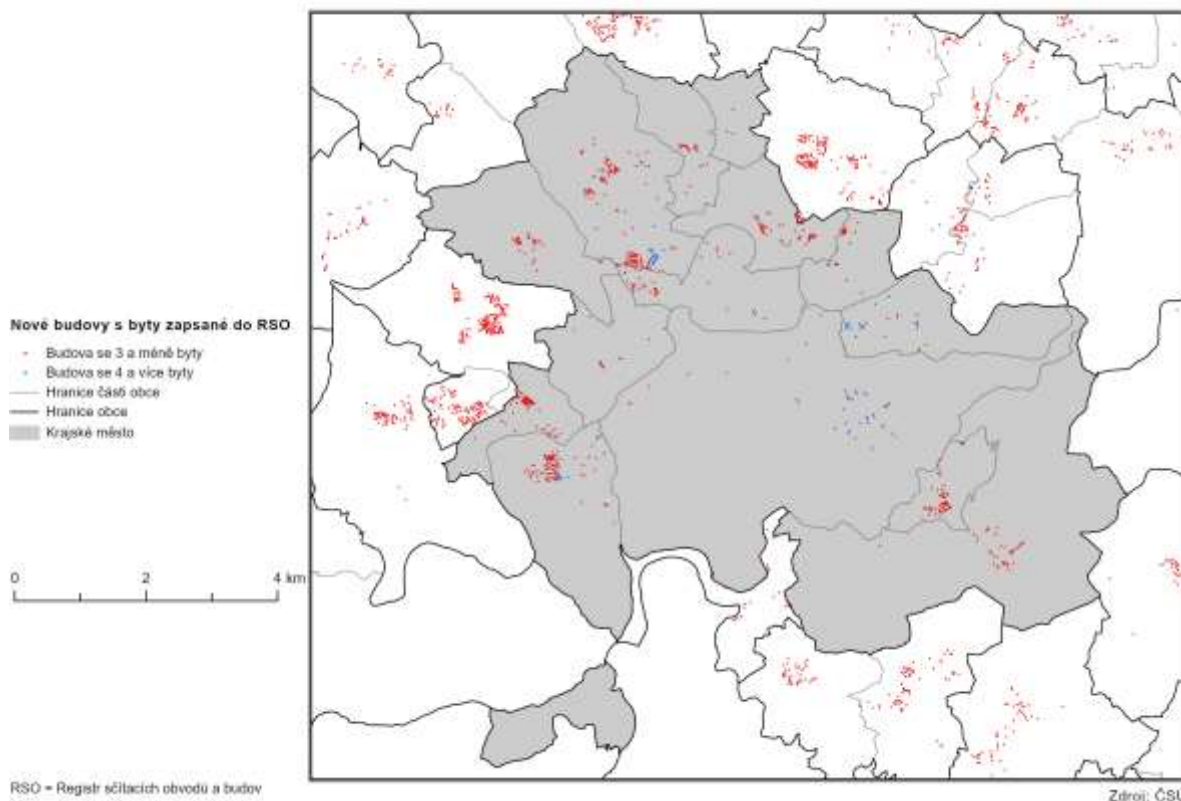 Nové budovy s byty zapsané do RSO
Budova se 3 a méně byty
Budova se 4 a více byty
Hranice části obce
Hranice obce
Krajské město
0 2 4 km
RSO = Registr sčítacích obvodů a budov
Zdroj: ČSÚ